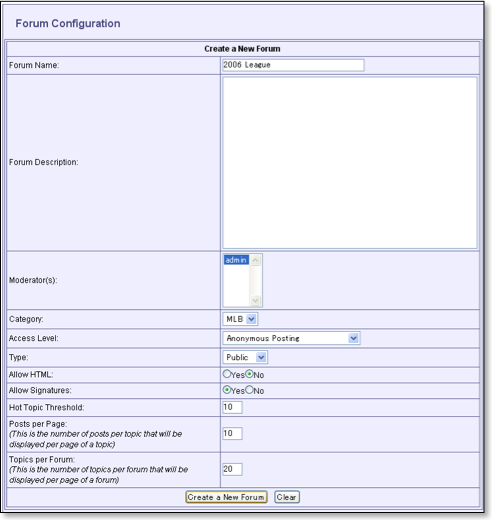 Forum Configuration
Create a New Forum
Forum Name: 2006 League
Forum Description:
Moderator(s): admin
Category: MLB
Access Level: Anonymous Posting
Type: Public
Allow HTML: Yes No
Allow Signatures: Yes No
Hot Topic Threshold: 10
Posts per Page:
(This is the number of posts per topic that will be
displayed per page of a topic) 10
Topics per Forum:
(This is the number of topics per forum that will be
displayed per page of a forum) 20
Create a New Forum Clear